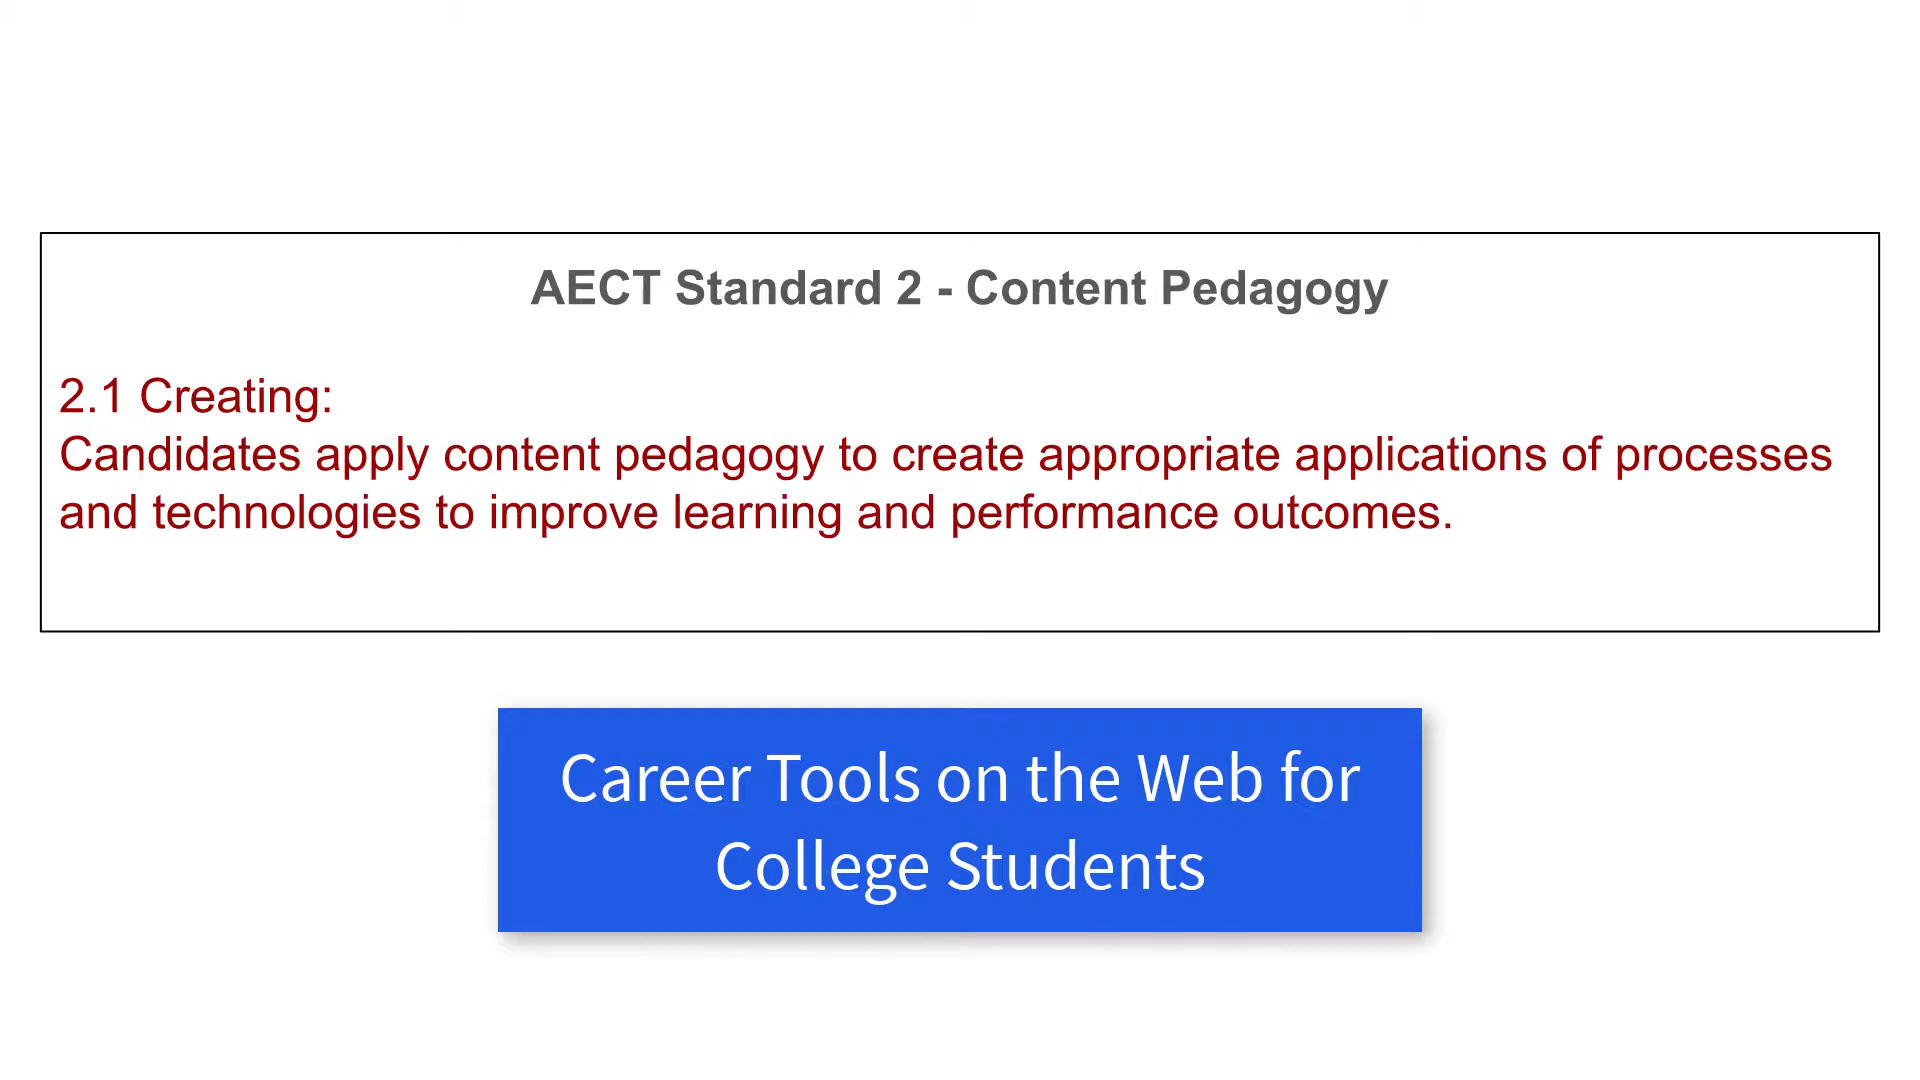 AECT Standard 2 - Content Pedagogy
2.1 Creating:
Candidates apply content pedagogy to create appropriate applications of processes
and technologies to improve learning and performance outcomes.
Career Tools on the Web for
College Students